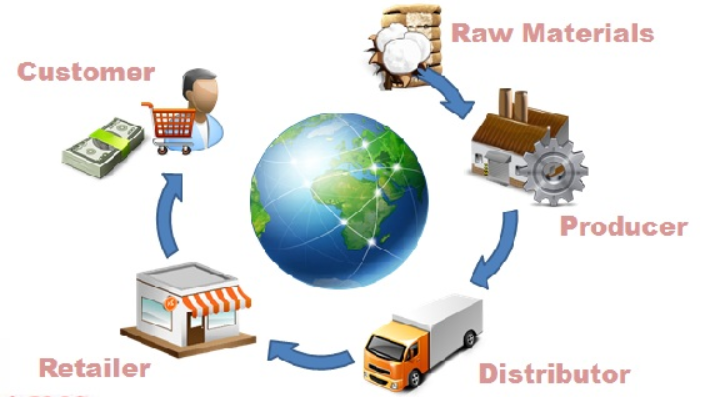 Raw Materials
Customer
Producer
Retailer
Distributor